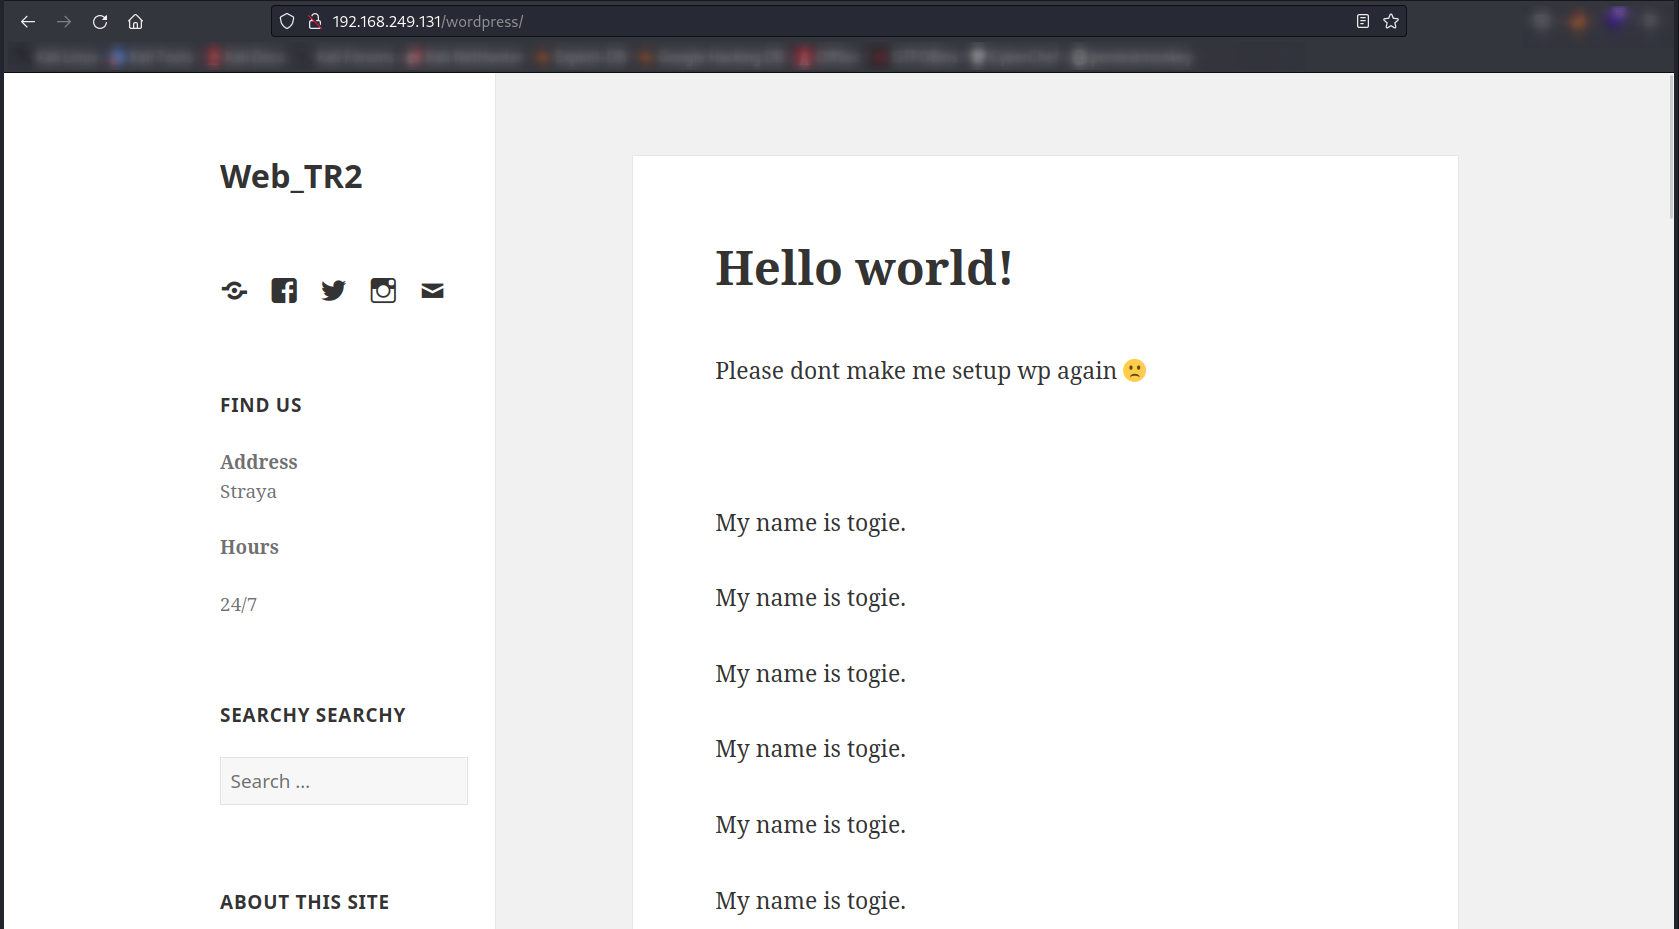 192.168.249.131/wordpress/
Web_TR2
FIND US
Address
Straya
Hours
24/7
SEARCHY SEARCHY
Search …
ABOUT THIS SITE
Hello world!
Please dont make me setup wp again 🙁
My name is togie.
My name is togie.
My name is togie.
My name is togie.
My name is togie.
My name is togie.